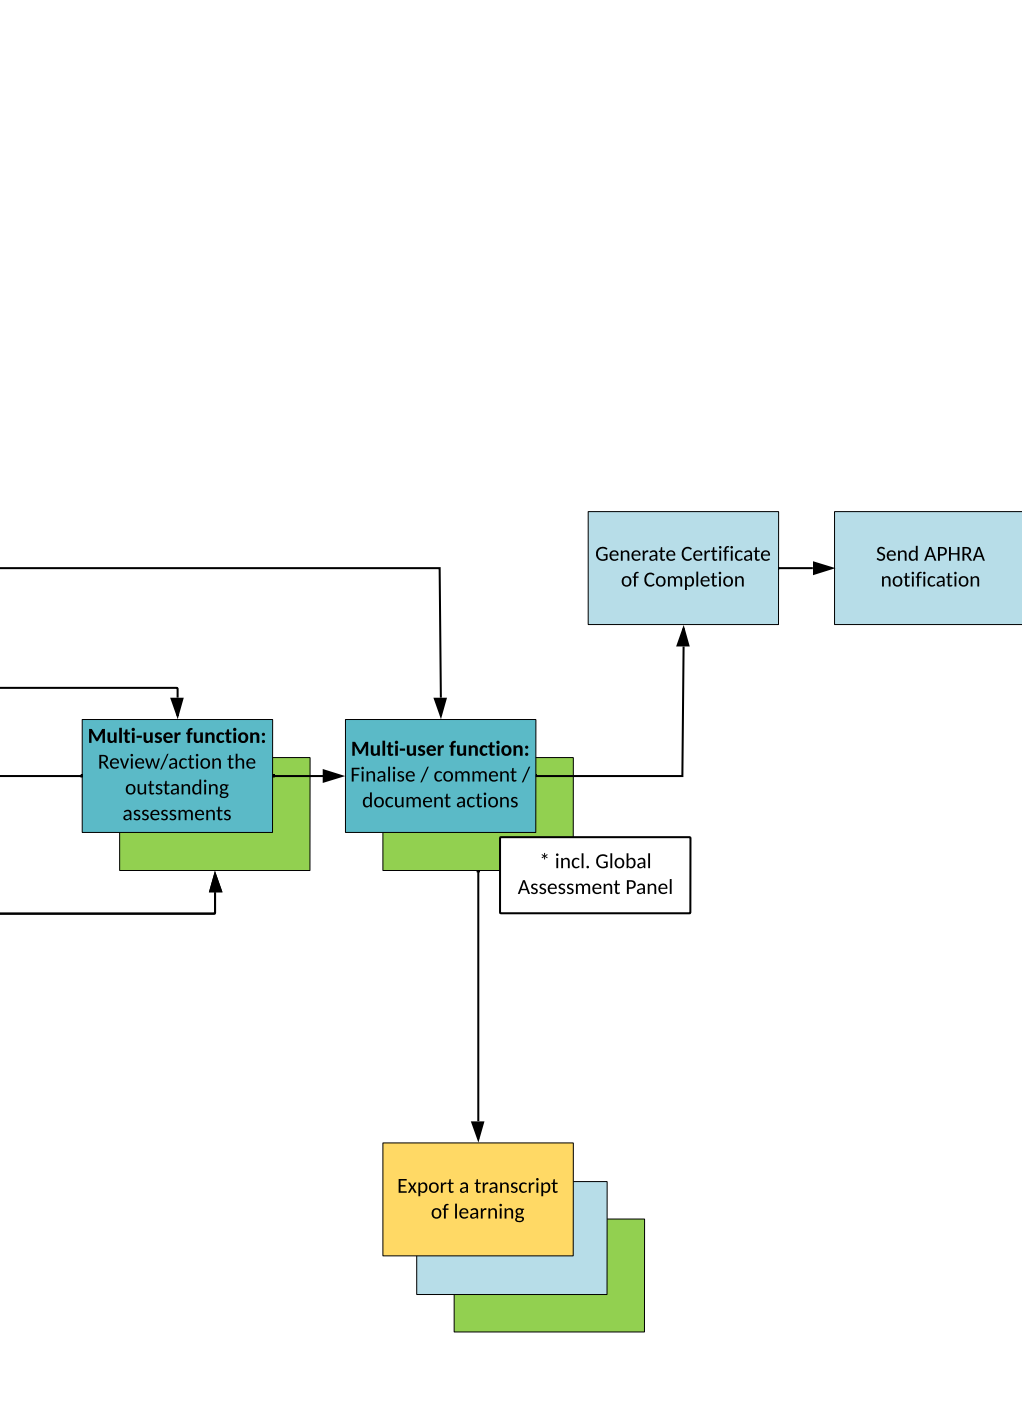 Generate Certificate
of Completion
Send APHRA
notification
Multi-user function:
Review/action the
outstanding
assessments
Multi-user function:
Finalise / comment /
document actions
* incl. Global
Assessment Panel
Export a transcript
of learning